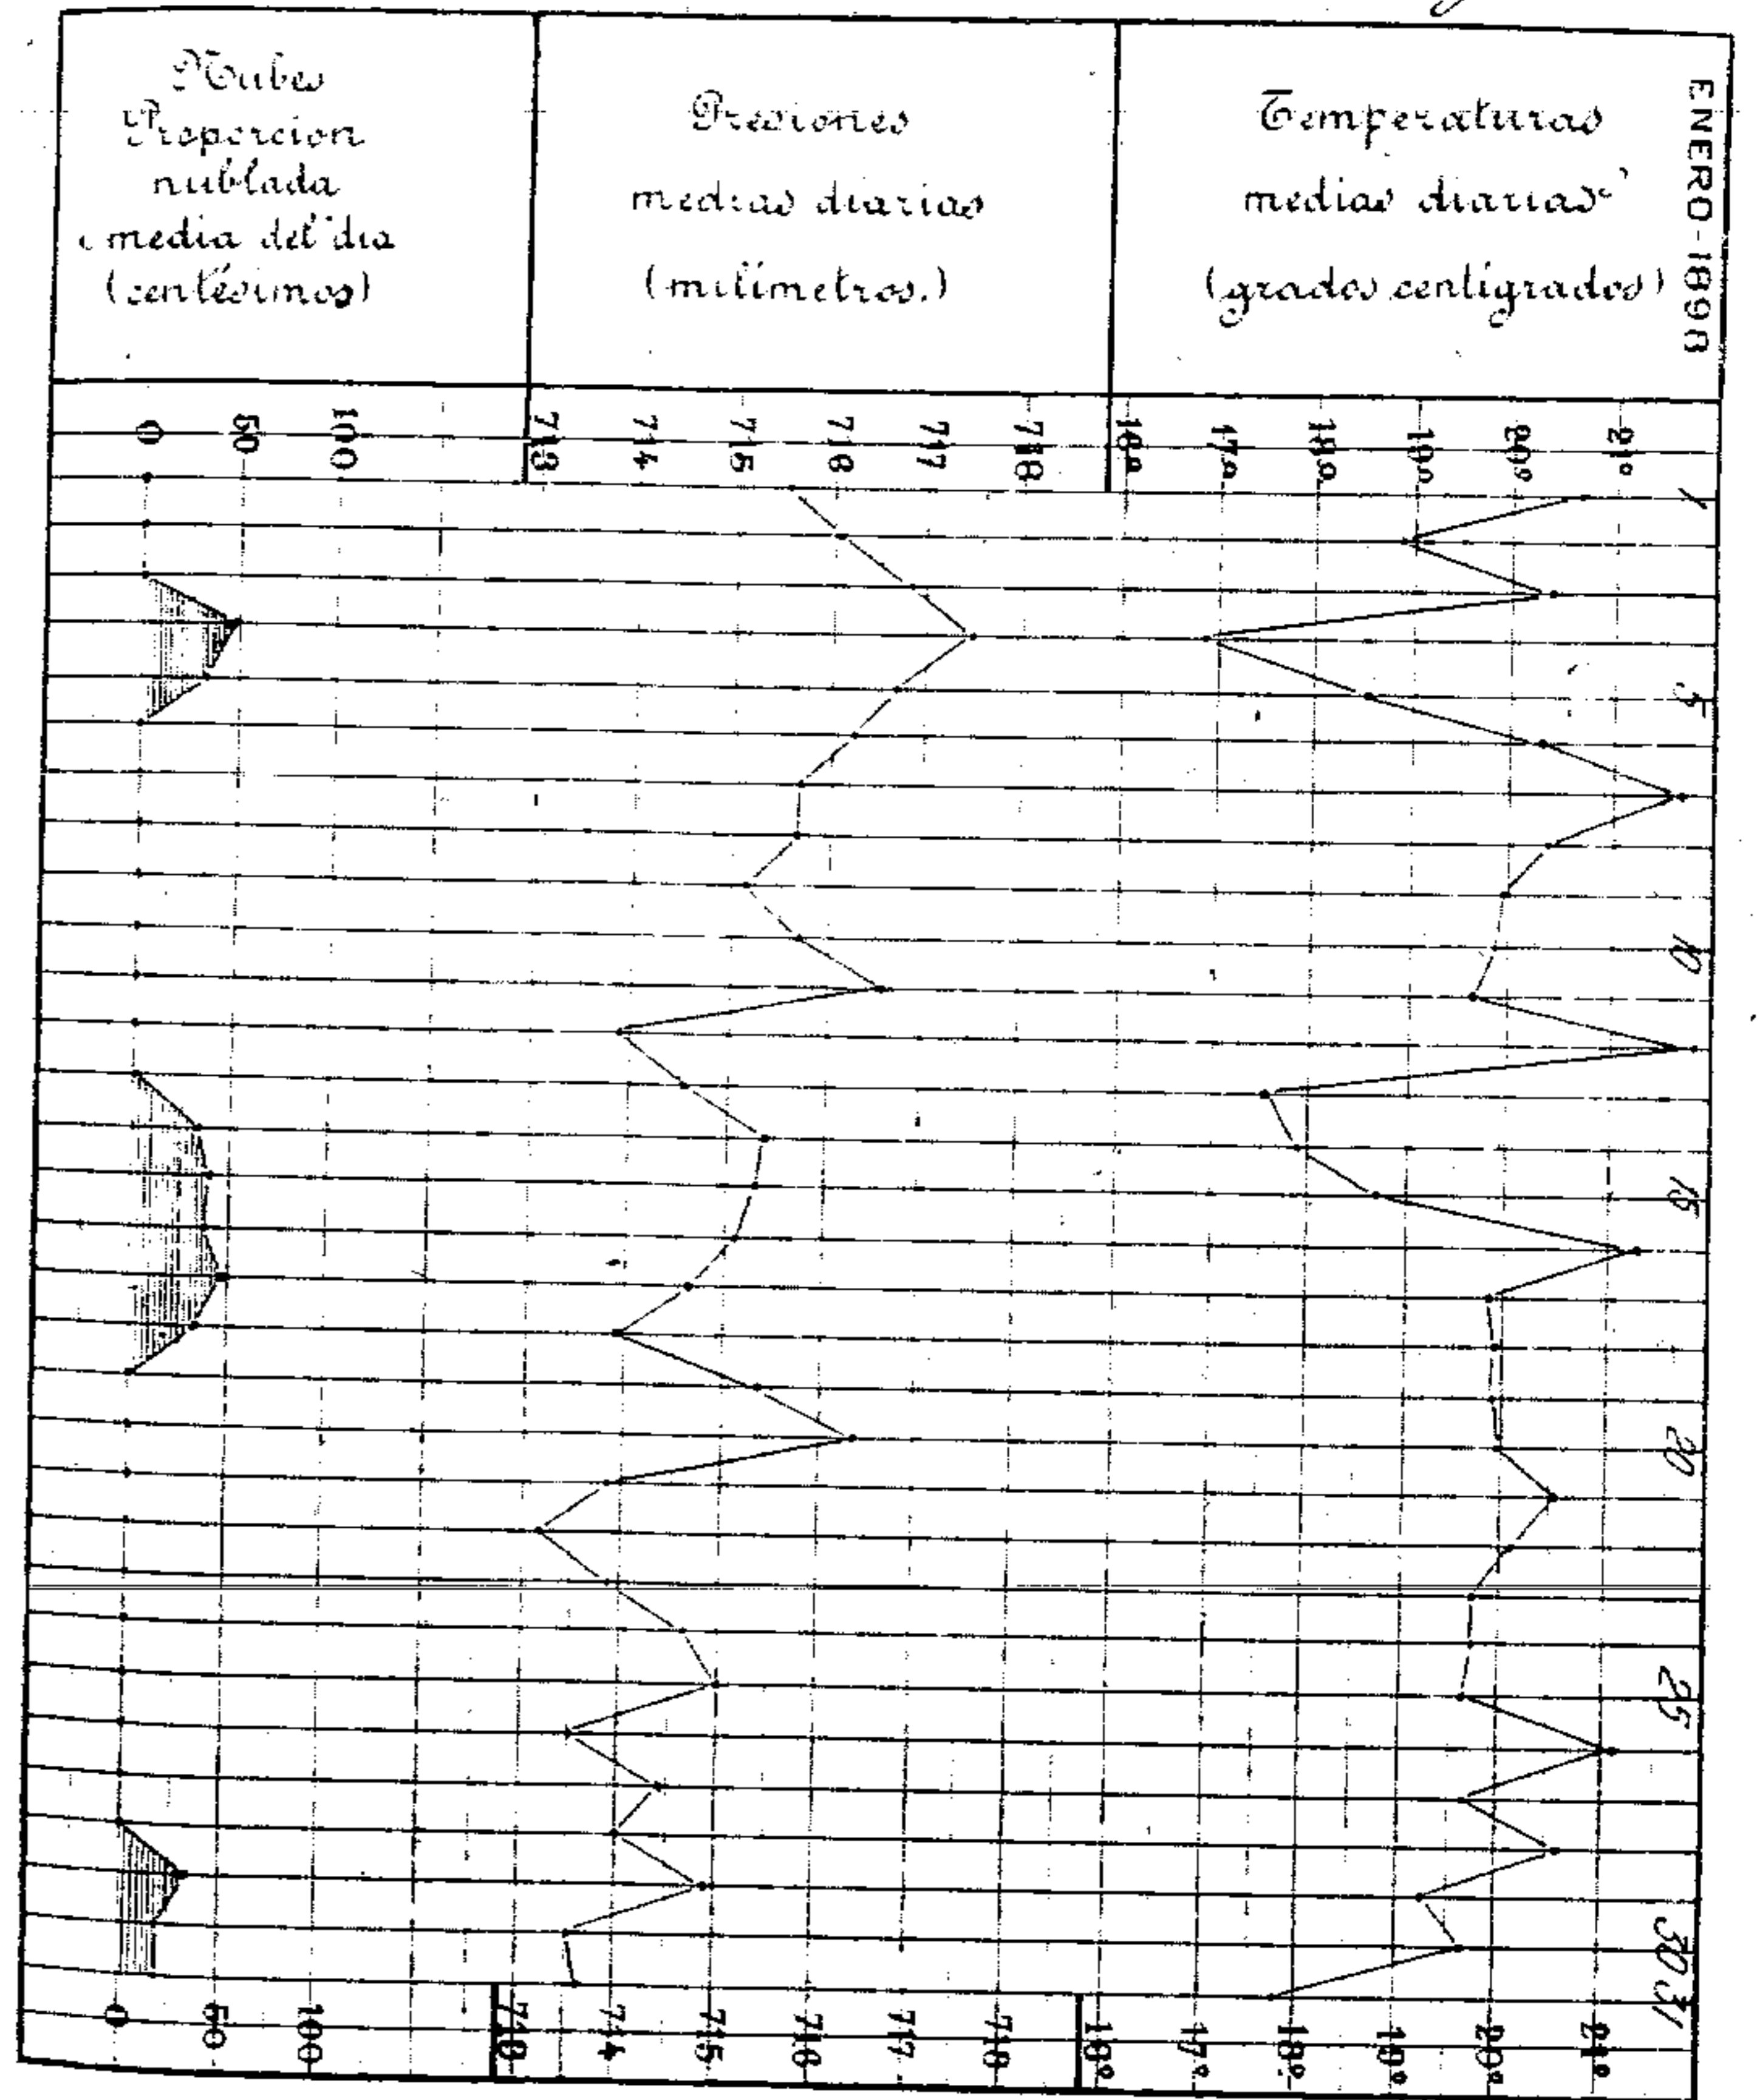 Nubes
Proporcion
nublada
media del dia
(centésimos)
Presiones
medias diarias
(milímetros.)
Temperaturas
medias diarias
(grados centigrados)
ENERO-1898
0 50 100 713 714 715 716 717 718 16º 17º 18º 19º 20º 21º
1
5
10
15
20
25
30 31
0 50 100 713 714 715 716 717 718 16º 17º 18º 19º 20º 21º